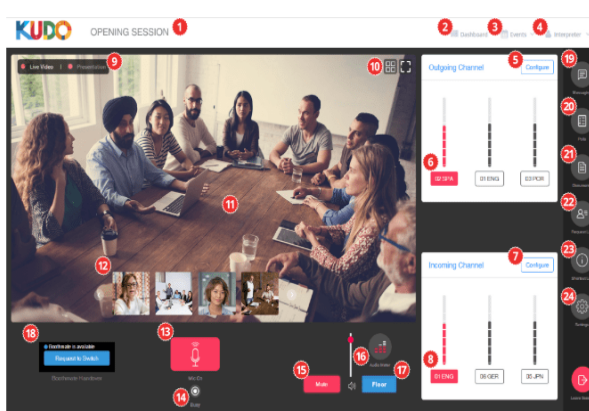 KUDO
OPENING SESSION
1
2
Dashboard
3
Events
4
Interpreter
9
Live Video
Presentation
10
5
Outgoing Channel
Configure
6
02 SPA
01 ENG
03 POR
11
12
7
Incoming Channel
Configure
8
01 ENG
06 GER
05 JPN
18
Boothmate is available
Request to Switch
Boothmate Handover
13
Mic On
14
15
Mute
16
17
Floor
19
20
21
22
23
24